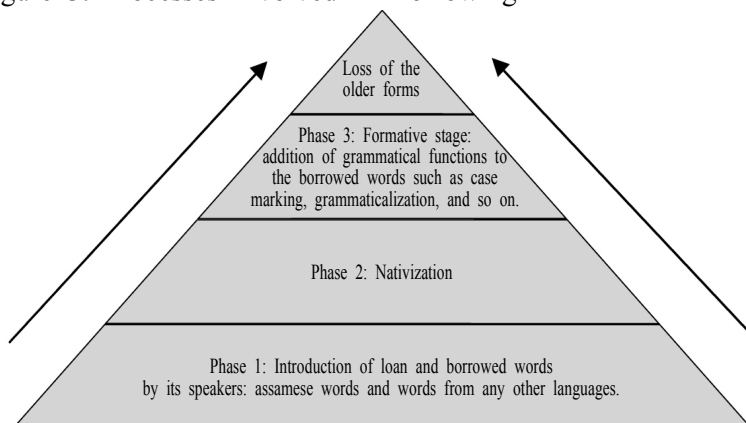 Loss of the
older forms
Phase 3: Formative stage:
addition of grammatical functions to
the borrowed words such as case
marking, grammaticalization, and so on.
Phase 2: Nativization
Phase 1: Introduction of loan and borrowed words
by its speakers: assamese words and words from any other languages.